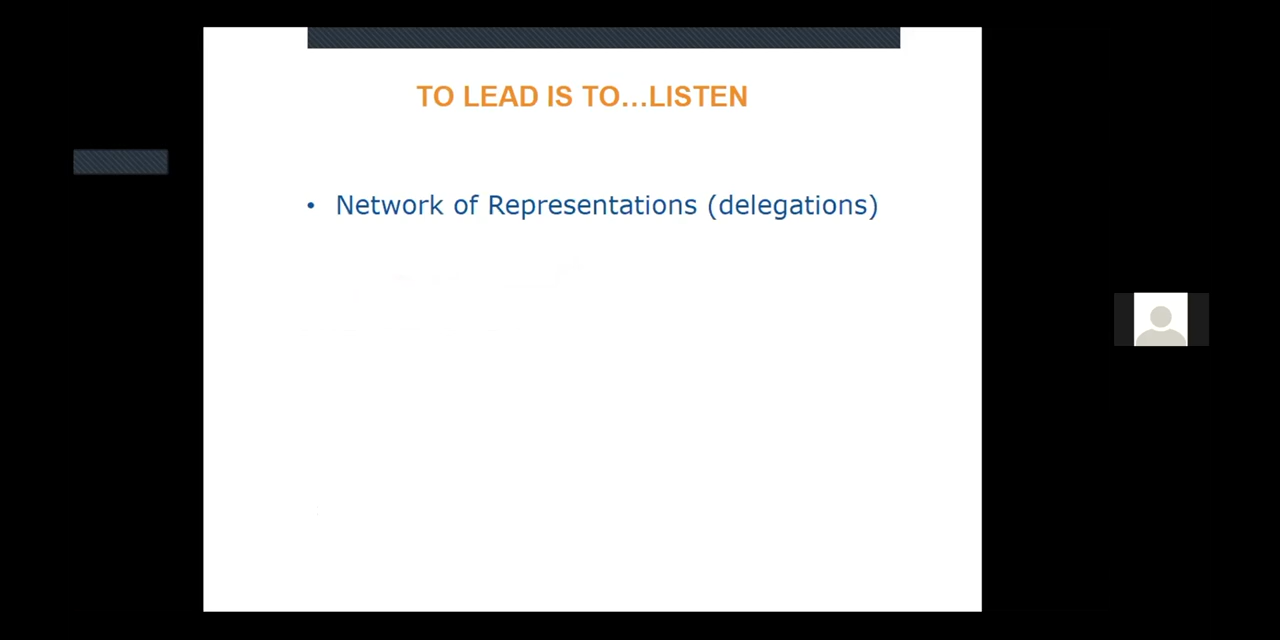 TO LEAD IS TO...LISTEN
• Network of Representations (delegations)